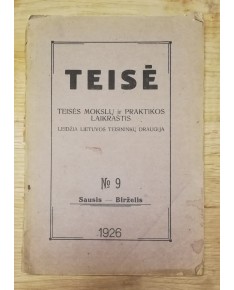 TEISĖ
TEISĖS MOKSLŲ ir PRAKTIKOS
LAIKRAŠTIS
LEIDŽIA LIETUVOS TEISININKŲ DRAUGIJA
№ 9
Sausis — Birželis
1926